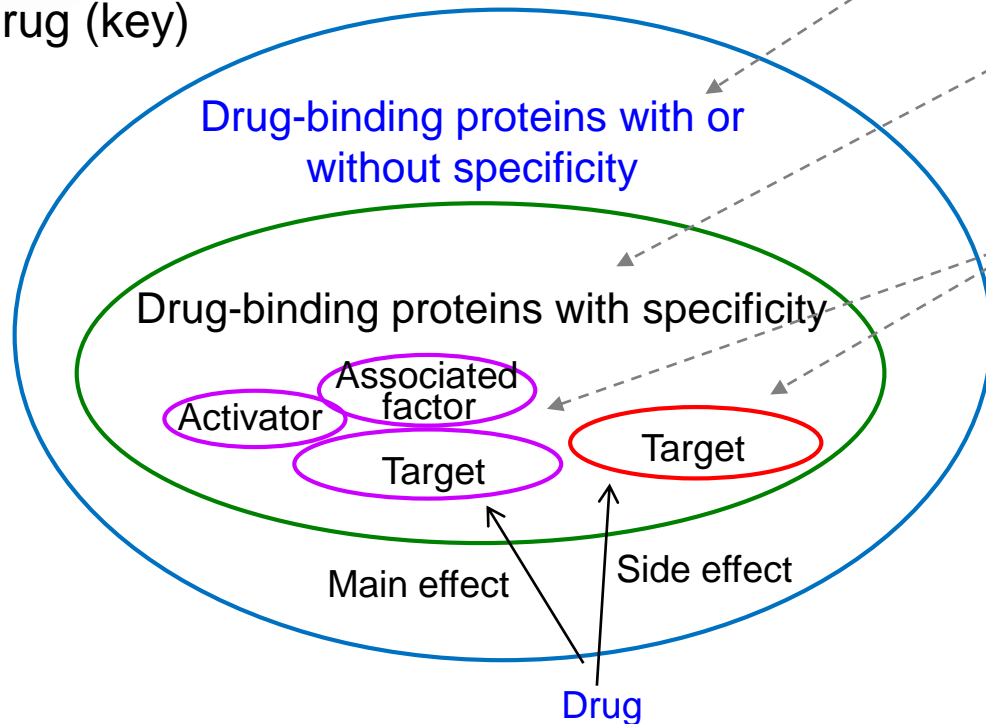 rug (key)
Drug-binding proteins with or
without specificity
Drug-binding proteins with specificity
Associated
factor
Activator
Target
Target
Main effect
Side effect
Drug